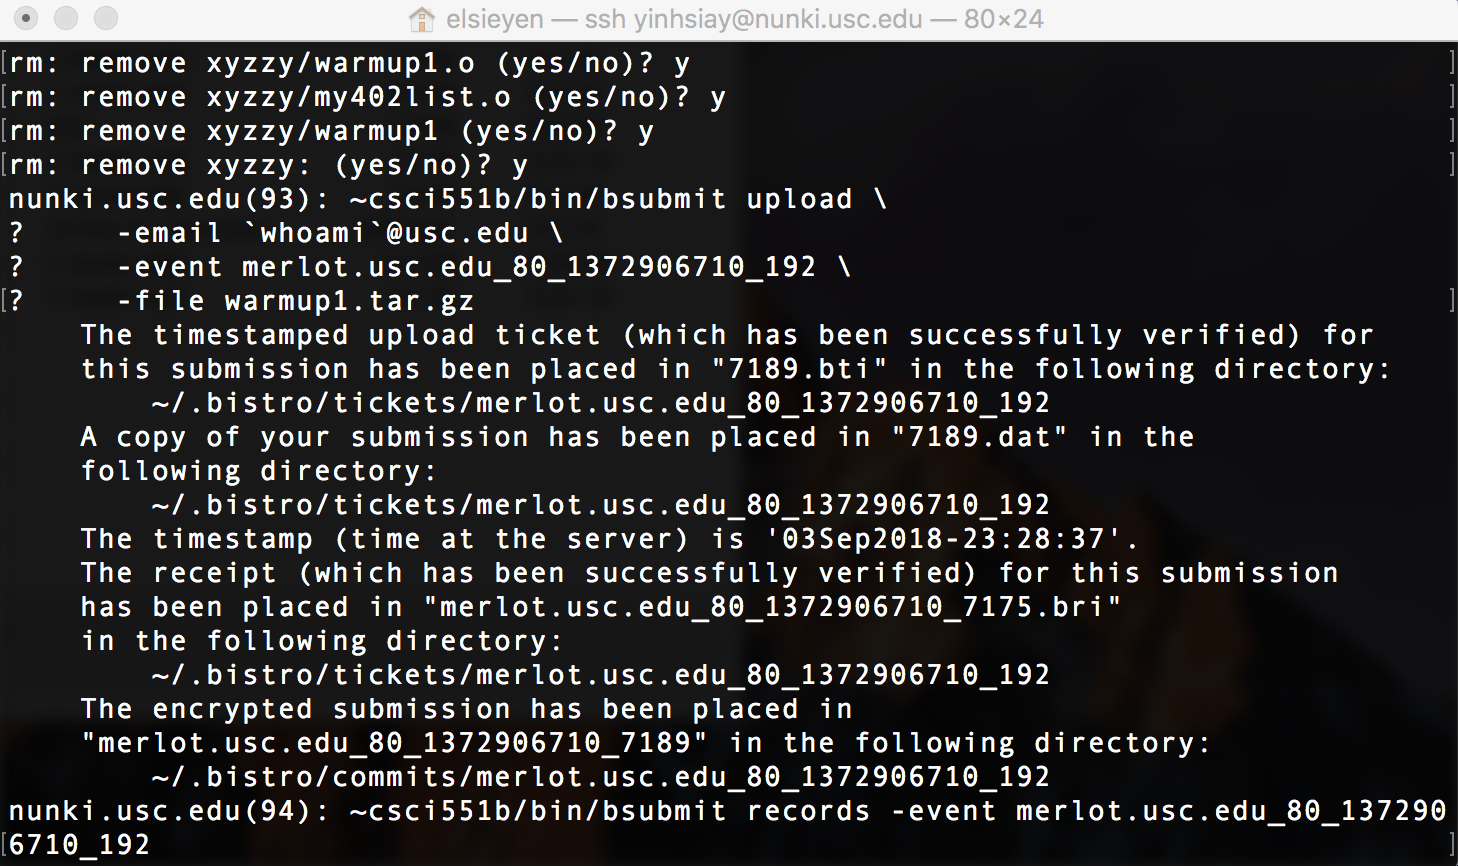 elsieyen — ssh yinhsiay@nunki.usc.edu — 80×24
[rm: remove xyzzy/warmup1.o (yes/no)? y ]
[rm: remove xyzzy/my402list.o (yes/no)? y ]
[rm: remove xyzzy/warmup1 (yes/no)? y ]
[rm: remove xyzzy: (yes/no)? y ]
nunki.usc.edu(93): ~csci551b/bin/bsubmit upload \
? -email `whoami`@usc.edu \
? -event merlot.usc.edu_80_1372906710_192 \
[? -file warmup1.tar.gz ]
The timestamped upload ticket (which has been successfully verified) for
this submission has been placed in "7189.bti" in the following directory:
~/.bistro/tickets/merlot.usc.edu_80_1372906710_192
A copy of your submission has been placed in "7189.dat" in the
following directory:
~/.bistro/tickets/merlot.usc.edu_80_1372906710_192
The timestamp (time at the server) is '03Sep2018-23:28:37'.
The receipt (which has been successfully verified) for this submission
has been placed in "merlot.usc.edu_80_1372906710_7175.bri"
in the following directory:
~/.bistro/tickets/merlot.usc.edu_80_1372906710_192
The encrypted submission has been placed in
"merlot.usc.edu_80_1372906710_7189" in the following directory:
~/.bistro/commits/merlot.usc.edu_80_1372906710_192
nunki.usc.edu(94): ~csci551b/bin/bsubmit records -event merlot.usc.edu_80_137290
[6710_192 ]